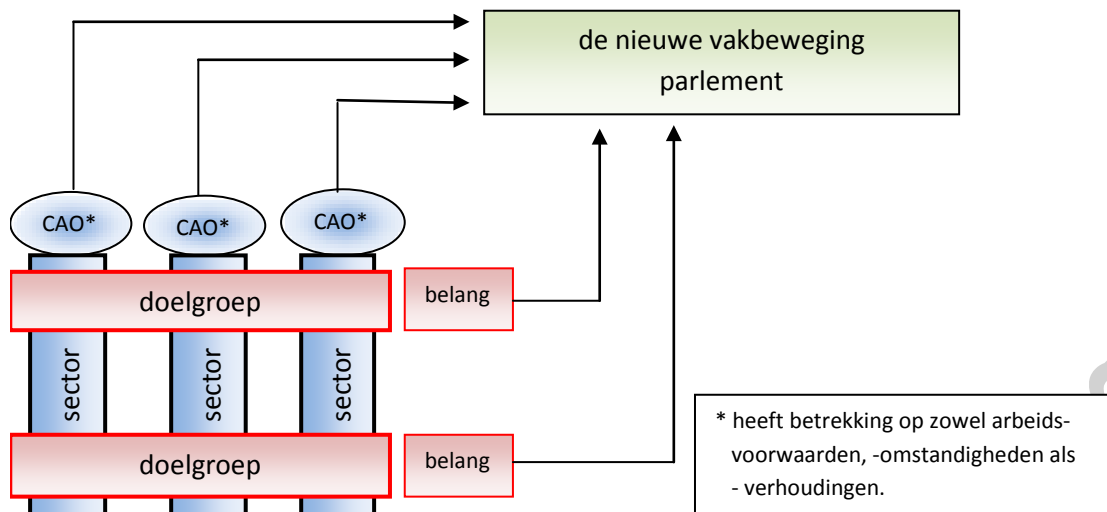 de nieuwe vakbeweging
parlement
CAO*
CAO*
CAO*
doelgroep
belang
sector
sector
sector
doelgroep
belang
* heeft betrekking op zowel arbeids-
voorwaarden, -omstandigheden als
- verhoudingen.